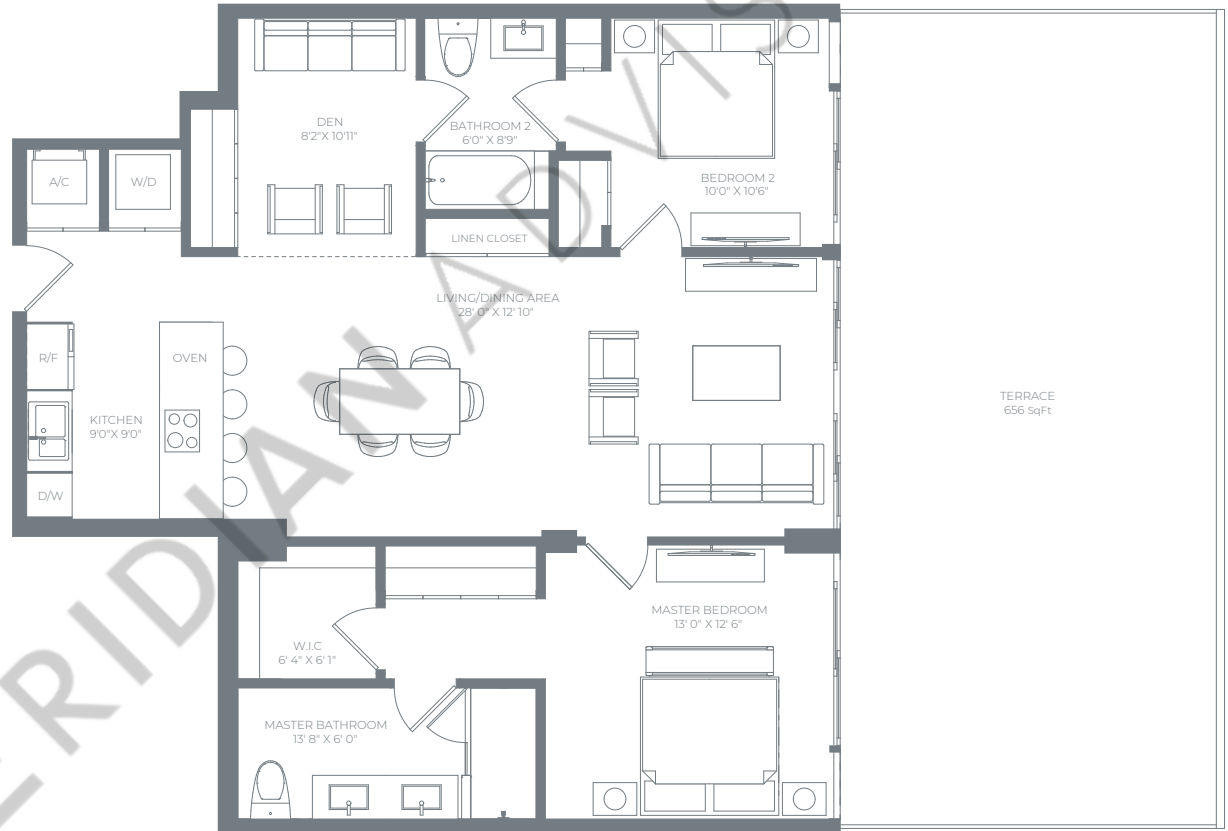 DEN
8'2"X 10'11"
BATHROOM 2
6'0" X 8'9"
A/C
W/D
BEDROOM 2
10'0" X 10'6"
LINEN CLOSET
LIVING/DINING AREA
28' 0" X 12' 10"
R/F
OVEN
KITCHEN
9'0"X 9'0"
TERRACE
656 SqFt
D/W
MASTER BEDROOM
13' 0" X 12' 6"
W.I.C
6' 4" X 6' 1"
MASTER BATHROOM
13' 8" X 6' 0"
ERIDIAN ADVIS